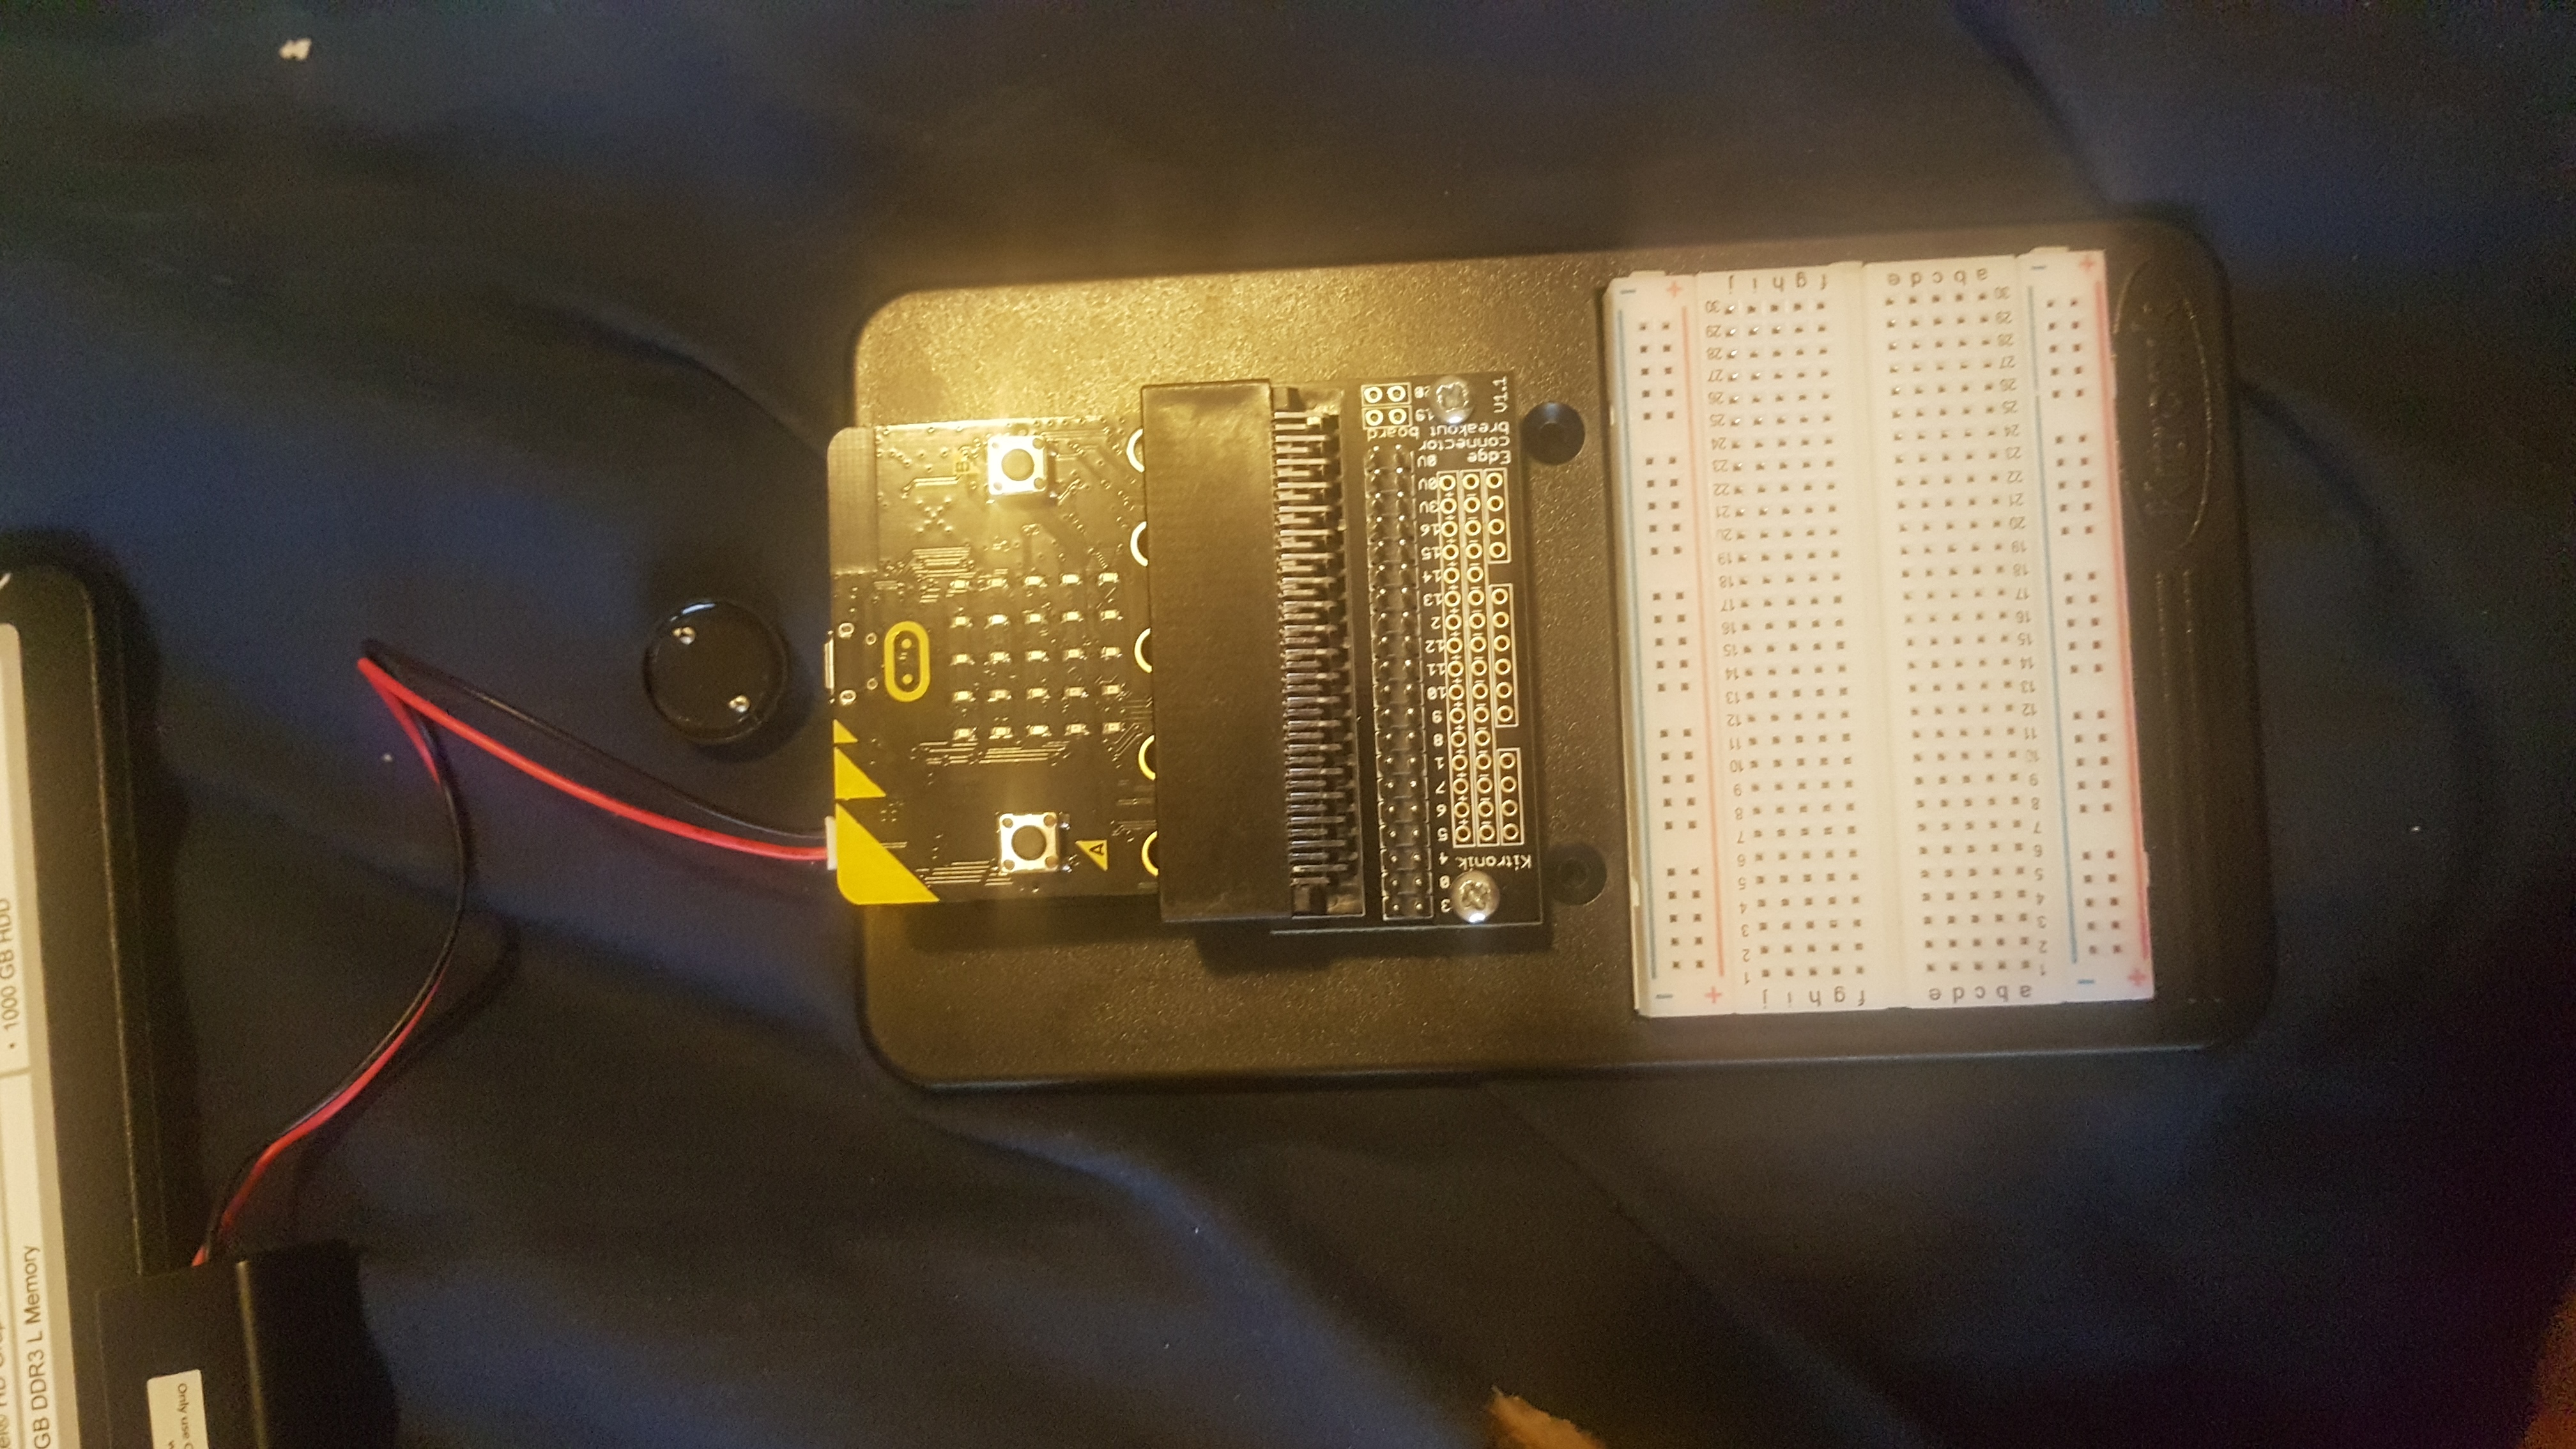 • 1000 GB HDD
GB DDR3 L Memory
Only use
B
A
3 0 4 5 6 7 1 8 9 10 11 12 2 13 14 15 16 3V 0V 0V 19 20
Kitronik
Edge
connector
breakout board
V1.1
- -
+ +
1 2 3 4 5 6 7 8 9 10 11 12 13 14 15 16 17 18 19 20 21 22 23 24 25 26 27 28 29 30
f g h i j f g h i j
a b c d e a b c d e
1 2 3 4 5 6 7 8 9 10 11 12 13 14 15 16 17 18 19 20 21 22 23 24 25 26 27 28 29 30
- -
+ +
Kitronik